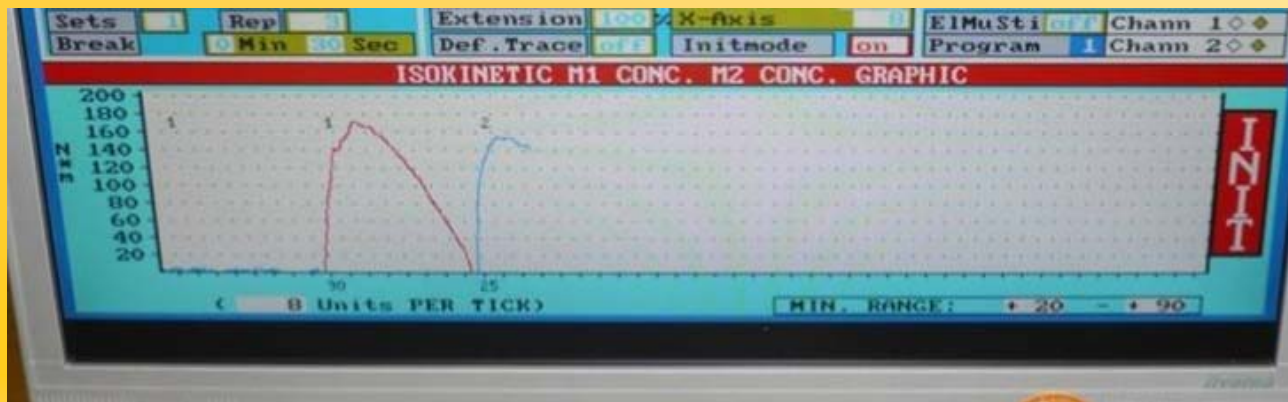 Sets 1 Rep 3 Extension 100% X-Axis 8 ElMuSti off Chann 1
Break 0 Min 30 Sec Def.Trace off Initmode on Program 1 Chann 2
ISOKINETIC M1 CONC. M2 CONC. GRAPHIC
200
180
160
140
120
100
80
60
40
20
N*m
1 1 2
90 25
( 8 Units PER TICK) MIN. RANGE: + 20 - + 90
INIT
iiyama